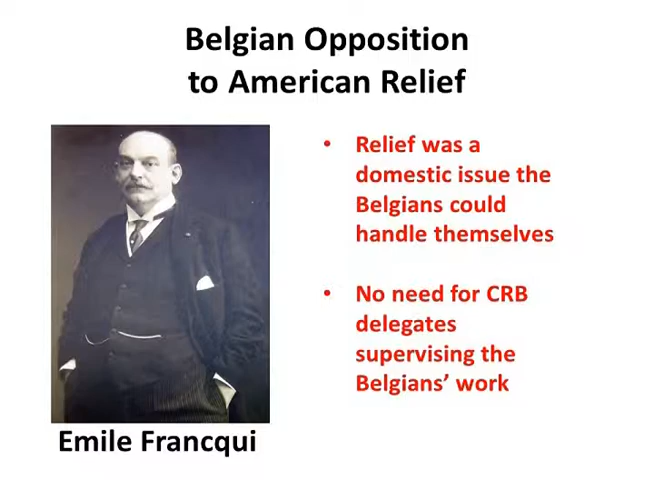 Belgian Opposition
to American Relief
• Relief was a
domestic issue the
Belgians could
handle themselves
• No need for CRB
delegates
supervising the
Belgians’ work
Emile Francqui